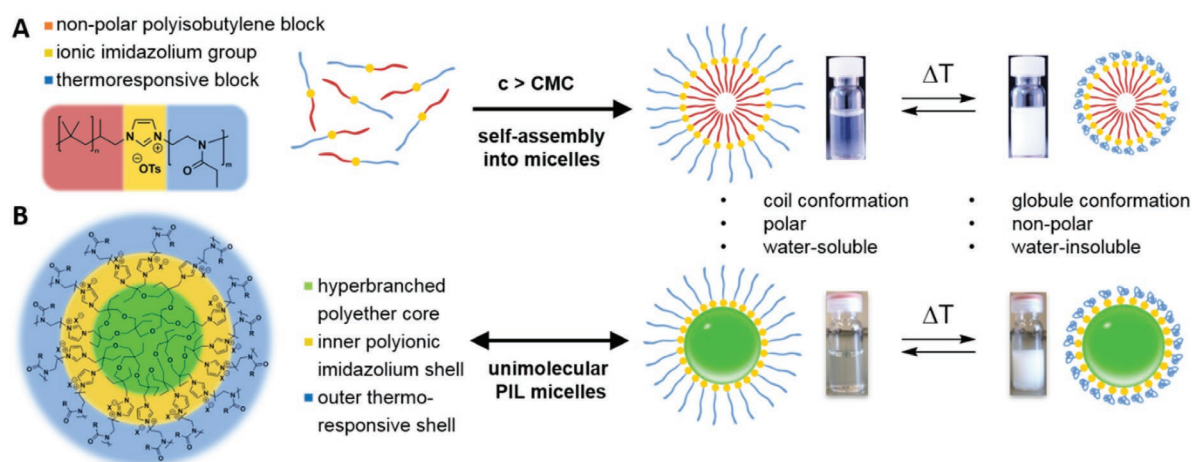 A
non-polar polyisobutylene block
ionic imidazolium group
thermoresponsive block
n
N
N
⊕
⊖
OTs
N
O
m
c > CMC
self-assembly
into micelles
ΔT
• coil conformation
• polar
• water-soluble
• globule conformation
• non-polar
• water-insoluble
B
hyperbranched
polyether core
inner polyionic
imidazolium shell
outer thermo-
responsive shell
unimolecular
PIL micelles
ΔT